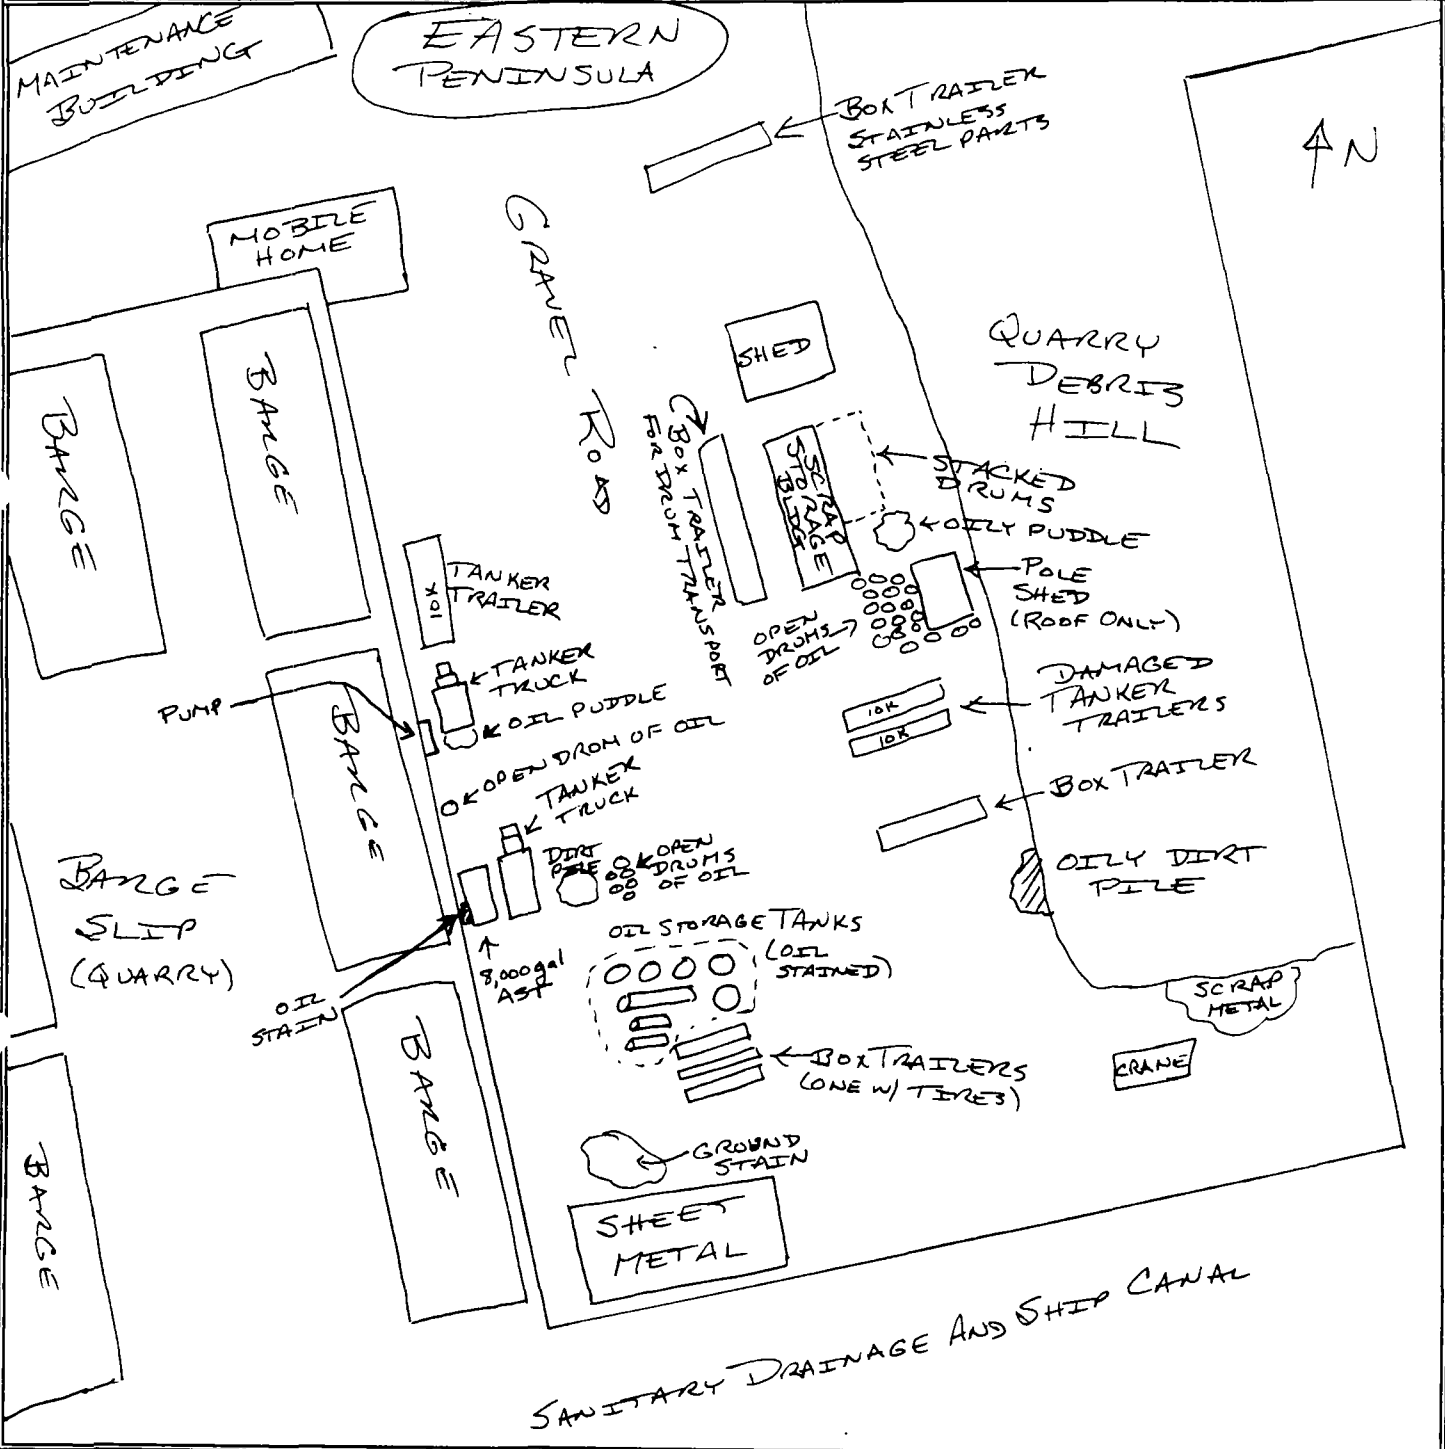 MAINTENANCE
BUILDING
EASTERN
PENINSULA
BOX TRAILER
STAINLESS
STEEL PARTS
N
MOBILE
HOME
GRAVEL ROAD
SHED
QUARRY
DEBRIS
HILL
BARGE
BARGE
BOX TRAILER
FOR DRUM TRANSPORT
SCRAP
STORAGE
BLDG
STACKED
DRUMS
OILY PUDDLE
POLE
SHED
(ROOF ONLY)
OPEN
DRUMS
OF OIL
10K
TANKER
TRAILER
TANKER
TRUCK
OIL PUDDLE
PUMP
BARGE
OPEN DROM OF OIL
TANKER
TRUCK
DAMAGED
TANKER
TRAILERS
10K
10K
BOX TRAILER
DIRT
PILE
OPEN
DRUMS
OF OIL
OILY DIRT
PILE
BARGE
SLIP
(QUARRY)
OIL
STAIN
8,000 gal
AST
OIL STORAGE TANKS
(OIL
STAINED)
SCRAP
METAL
CRANE
BOX TRAILERS
(ONE W/ TIRES)
BARGE
BARGE
GROUND
STAIN
SHEET
METAL
SANITARY DRAINAGE AND SHIP CANAL